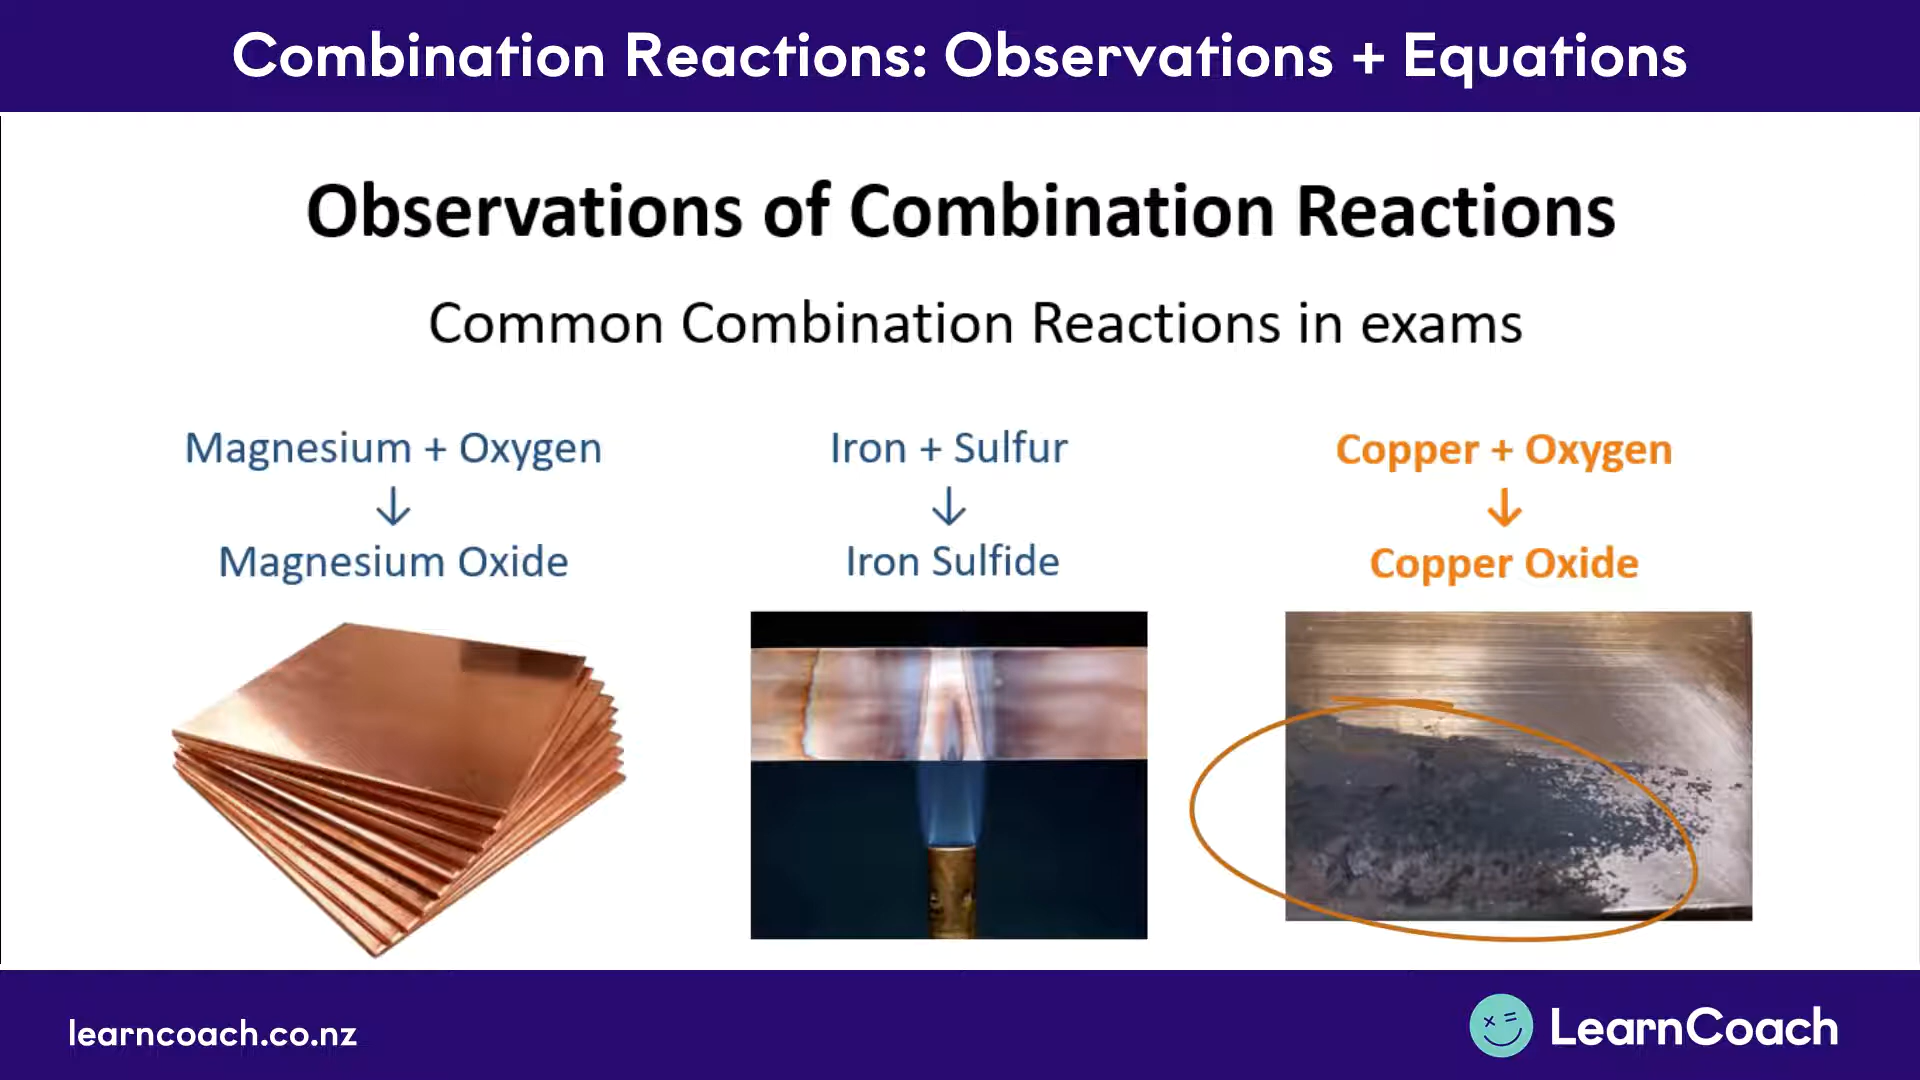 Combination Reactions: Observations + Equations
Observations of Combination Reactions
Common Combination Reactions in exams
Magnesium + Oxygen
↓
Magnesium Oxide
Iron + Sulfur
↓
Iron Sulfide
Copper + Oxygen
↓
Copper Oxide
learncoach.co.nz
LearnCoach